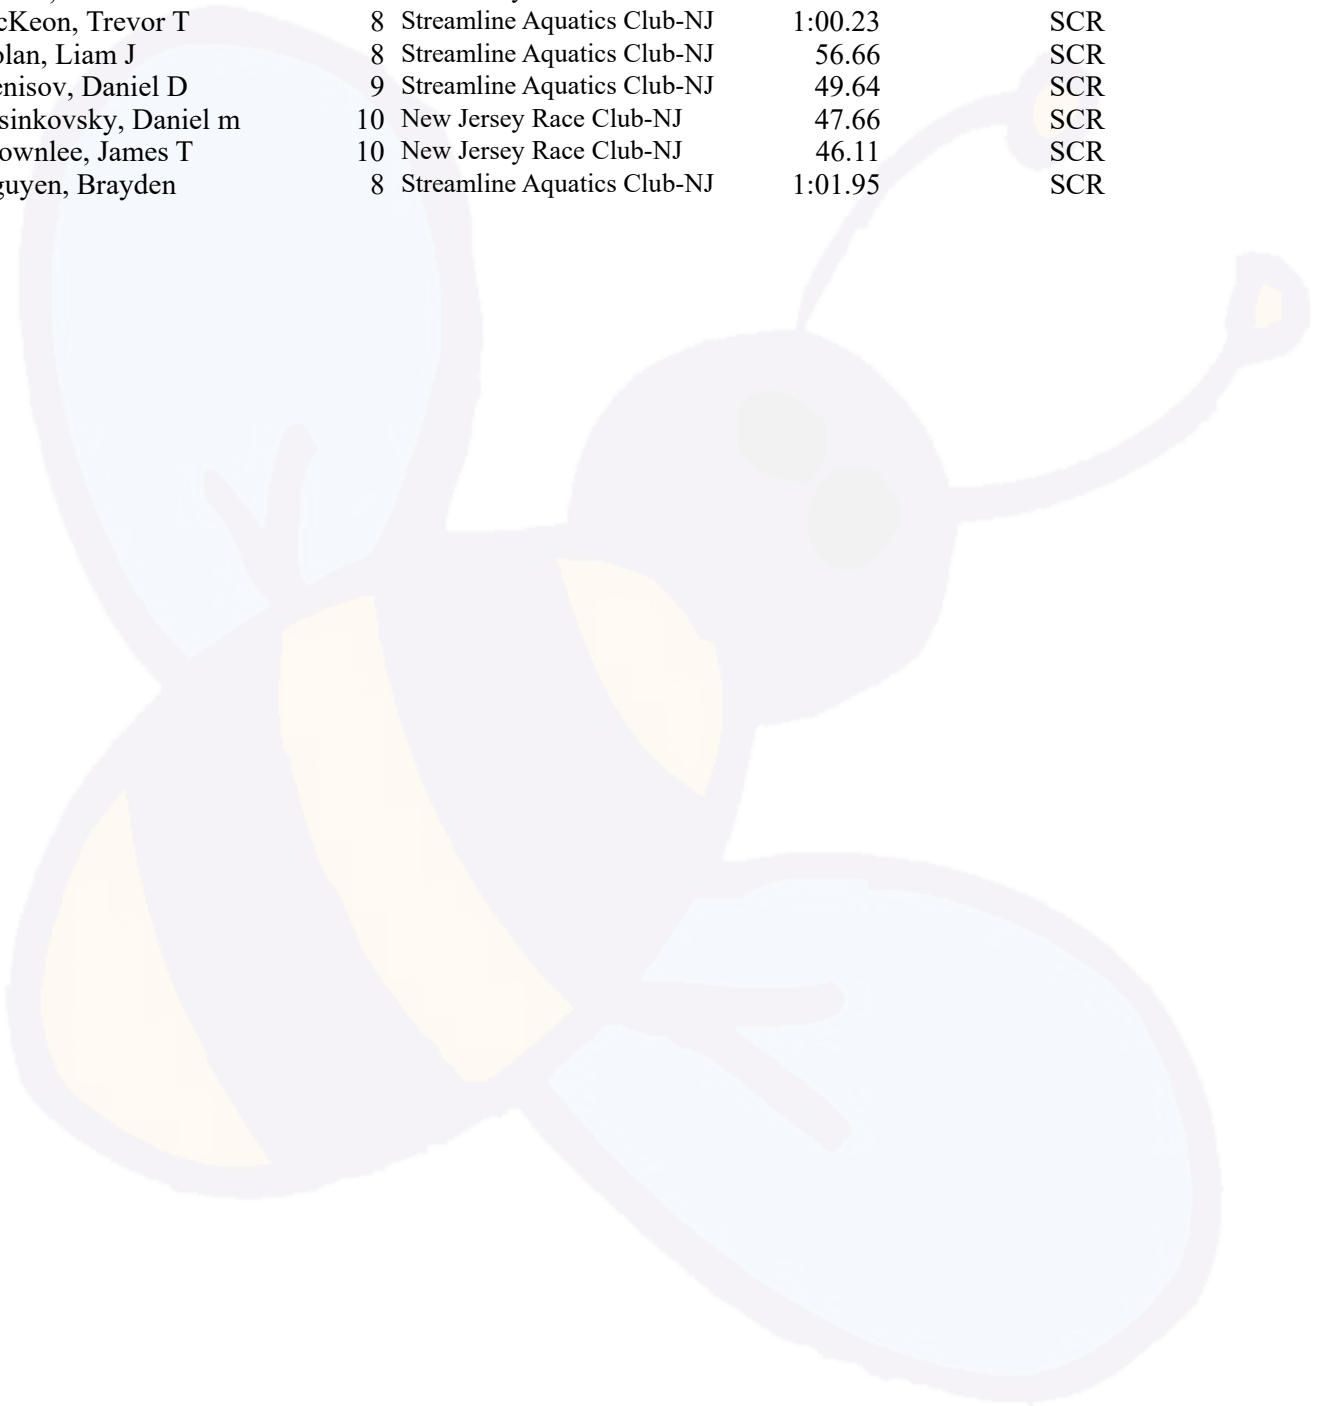 cKeon, Trevor T 8 Streamline Aquatics Club-NJ 1:00.23 SCR
olan, Liam J 8 Streamline Aquatics Club-NJ 56.66 SCR
enisov, Daniel D 9 Streamline Aquatics Club-NJ 49.64 SCR
sinkovsky, Daniel m 10 New Jersey Race Club-NJ 47.66 SCR
ownlee, James T 10 New Jersey Race Club-NJ 46.11 SCR
guyen, Brayden 8 Streamline Aquatics Club-NJ 1:01.95 SCR